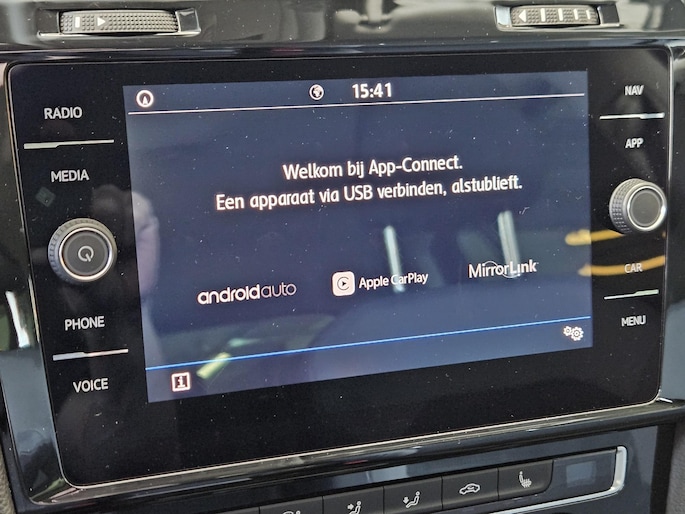 RADIO
MEDIA
PHONE
VOICE
15:41
Welkom bij App-Connect.
Een apparaat via USB verbinden, alstublieft.
androidauto
Apple CarPlay
MirrorLink
NAV
APP
CAR
MENU